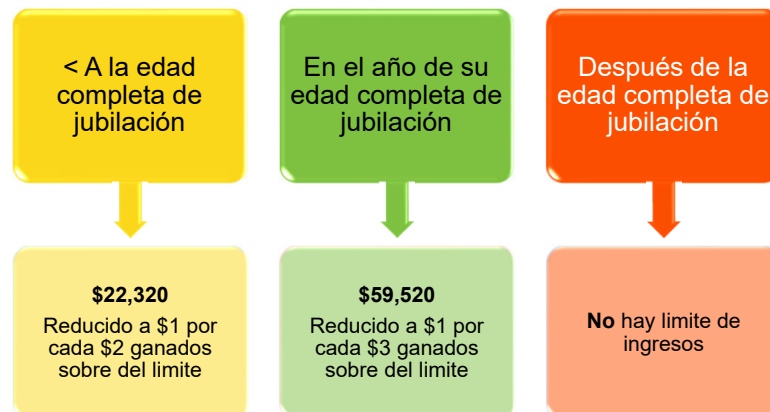 < A la edad
completa de
jubilación
En el año de su
edad completa de
jubilación
Después de la
edad completa de
jubilación
$22,320
Reducido a $1 por
cada $2 ganados
sobre del limite
$59,520
Reducido a $1 por
cada $3 ganados
sobre del limite
No hay limite de
ingresos